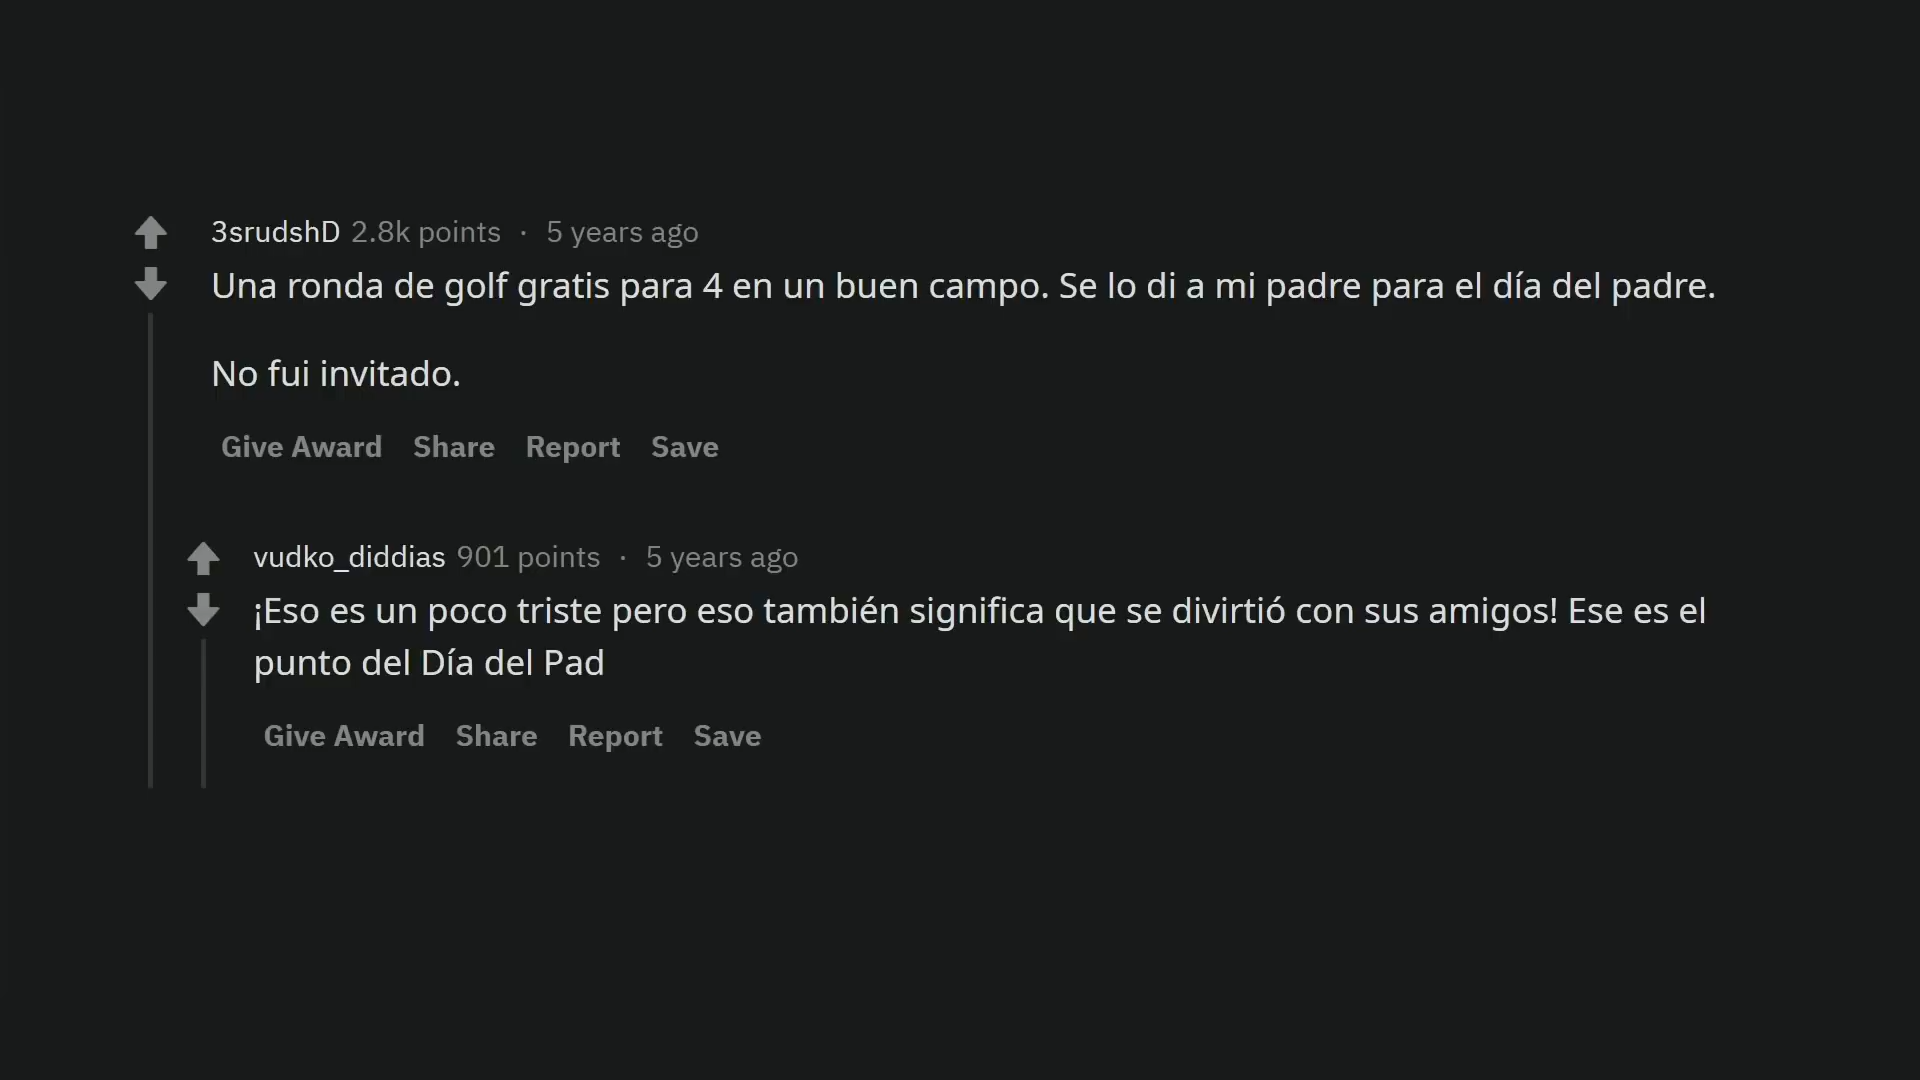 3srudshD 2.8k points · 5 years ago
Una ronda de golf gratis para 4 en un buen campo. Se lo di a mi padre para el día del padre.
No fui invitado.
Give Award Share Report Save
vudko_diddias 901 points · 5 years ago
¡Eso es un poco triste pero eso también significa que se divirtió con sus amigos! Ese es el
punto del Día del Pad
Give Award Share Report Save